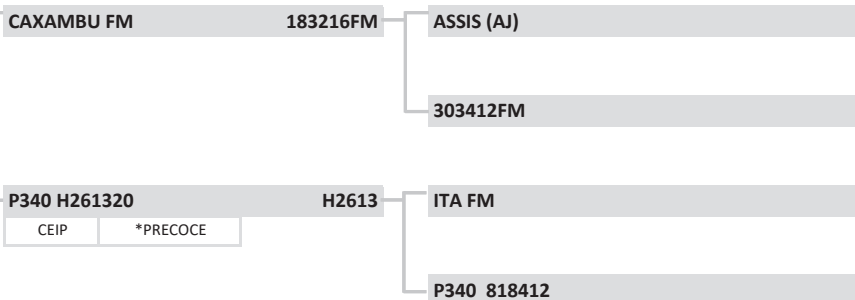 CAXAMBU FM 183216FM ASSIS (AJ)
303412FM
P340 H261320 H2613 ITA FM
CEIP *PRECOCE
P340 818412